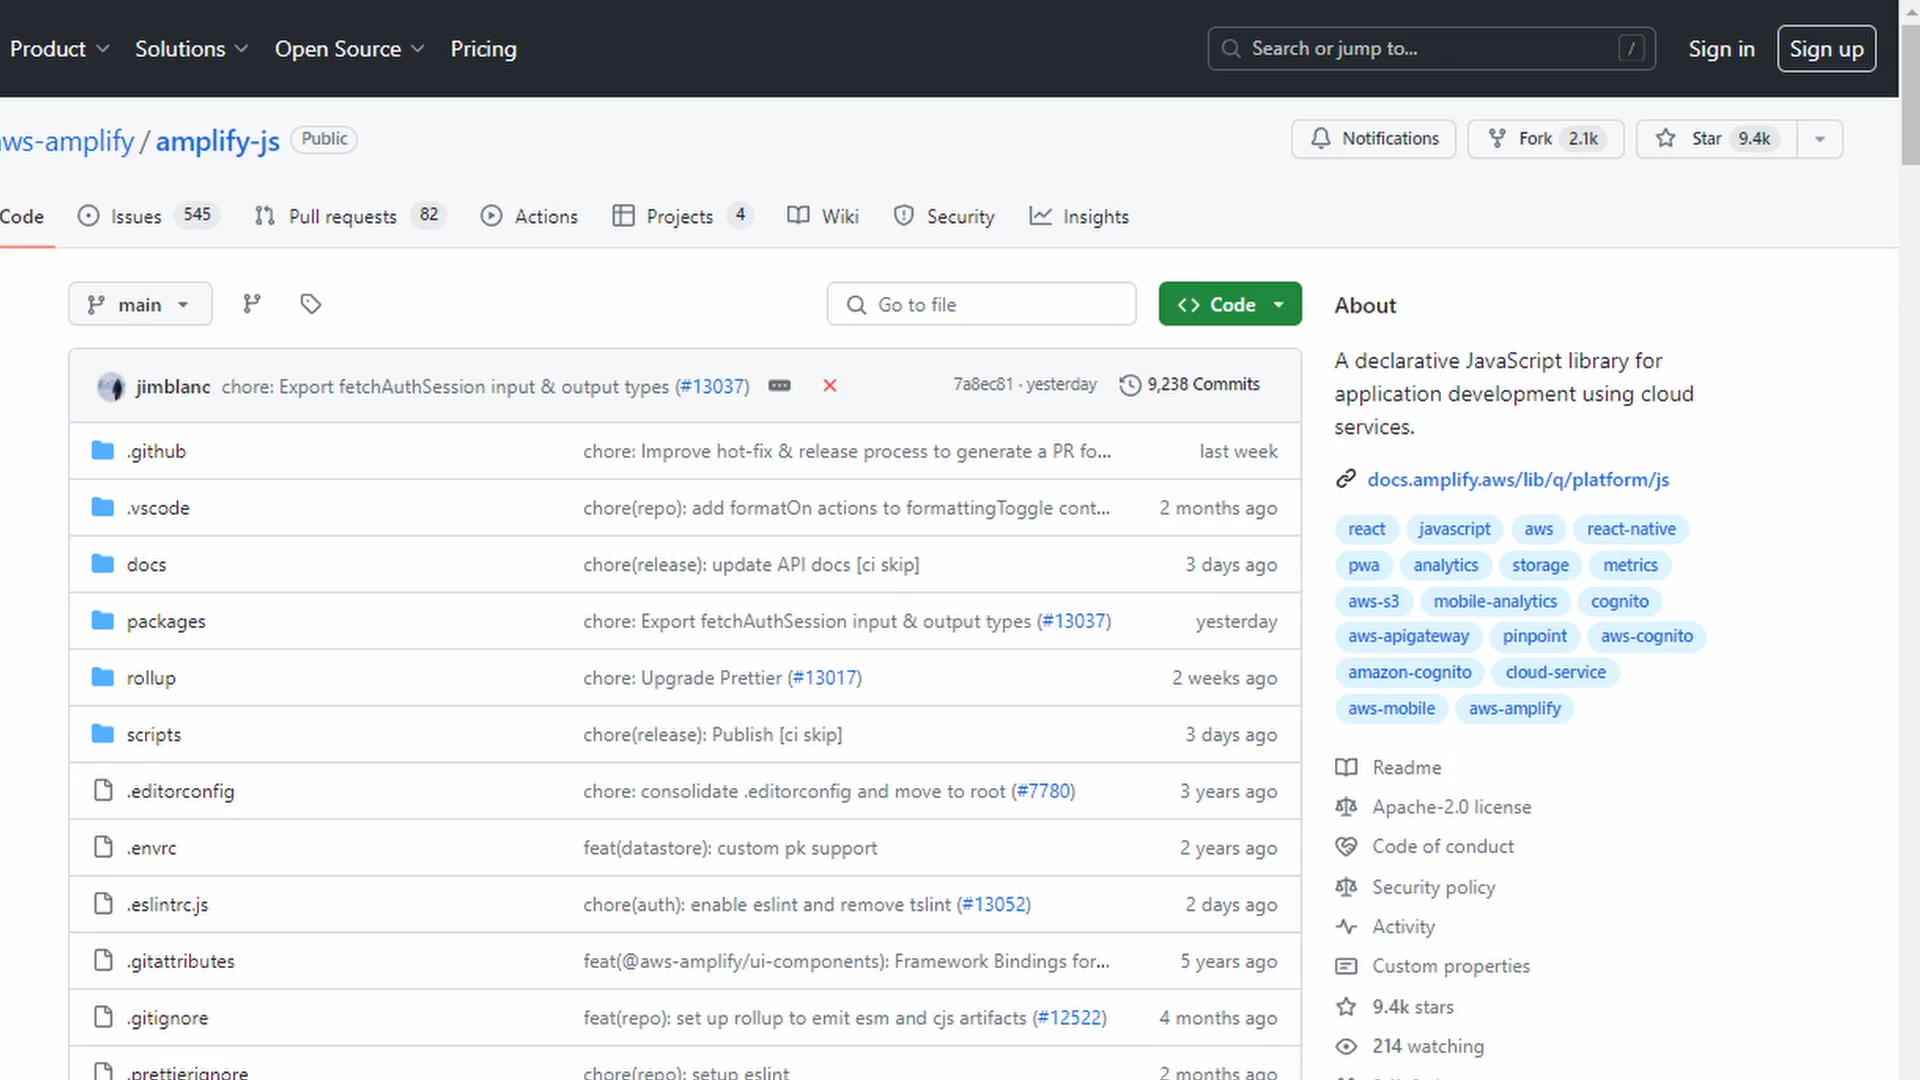 Product Solutions Open Source Pricing Search or jump to... / Sign in Sign up
aws-amplify / amplify-js Public Notifications Fork 2.1k Star 9.4k
Code Issues 545 Pull requests 82 Actions Projects 4 Wiki Security Insights
main Go to file Code
jimblanc chore: Export fetchAuthSession input & output types (#13037) 7a8ec81 · yesterday 9,238 Commits
.github chore: Improve hot-fix & release process to generate a PR fo... last week
.vscode chore(repo): add formatOn actions to formattingToggle cont... 2 months ago
docs chore(release): update API docs [ci skip] 3 days ago
packages chore: Export fetchAuthSession input & output types (#13037) yesterday
rollup chore: Upgrade Prettier (#13017) 2 weeks ago
scripts chore(release): Publish [ci skip] 3 days ago
.editorconfig chore: consolidate .editorconfig and move to root (#7780) 3 years ago
.envrc feat(datastore): custom pk support 2 years ago
.eslintrc.js chore(auth): enable eslint and remove tslint (#13052) 2 days ago
.gitattributes feat(@aws-amplify/ui-components): Framework Bindings for... 5 years ago
.gitignore feat(repo): set up rollup to emit esm and cjs artifacts (#12522) 4 months ago
.prettierignore chore(repo): setup eslint 2 months ago
About
A declarative JavaScript library for
application development using cloud
services.
docs.amplify.aws/lib/q/platform/js
react javascript aws react-native
pwa analytics storage metrics
aws-s3 mobile-analytics cognito
aws-apigateway pinpoint aws-cognito
amazon-cognito cloud-service
aws-mobile aws-amplify
Readme
Apache-2.0 license
Code of conduct
Security policy
Activity
Custom properties
9.4k stars
214 watching